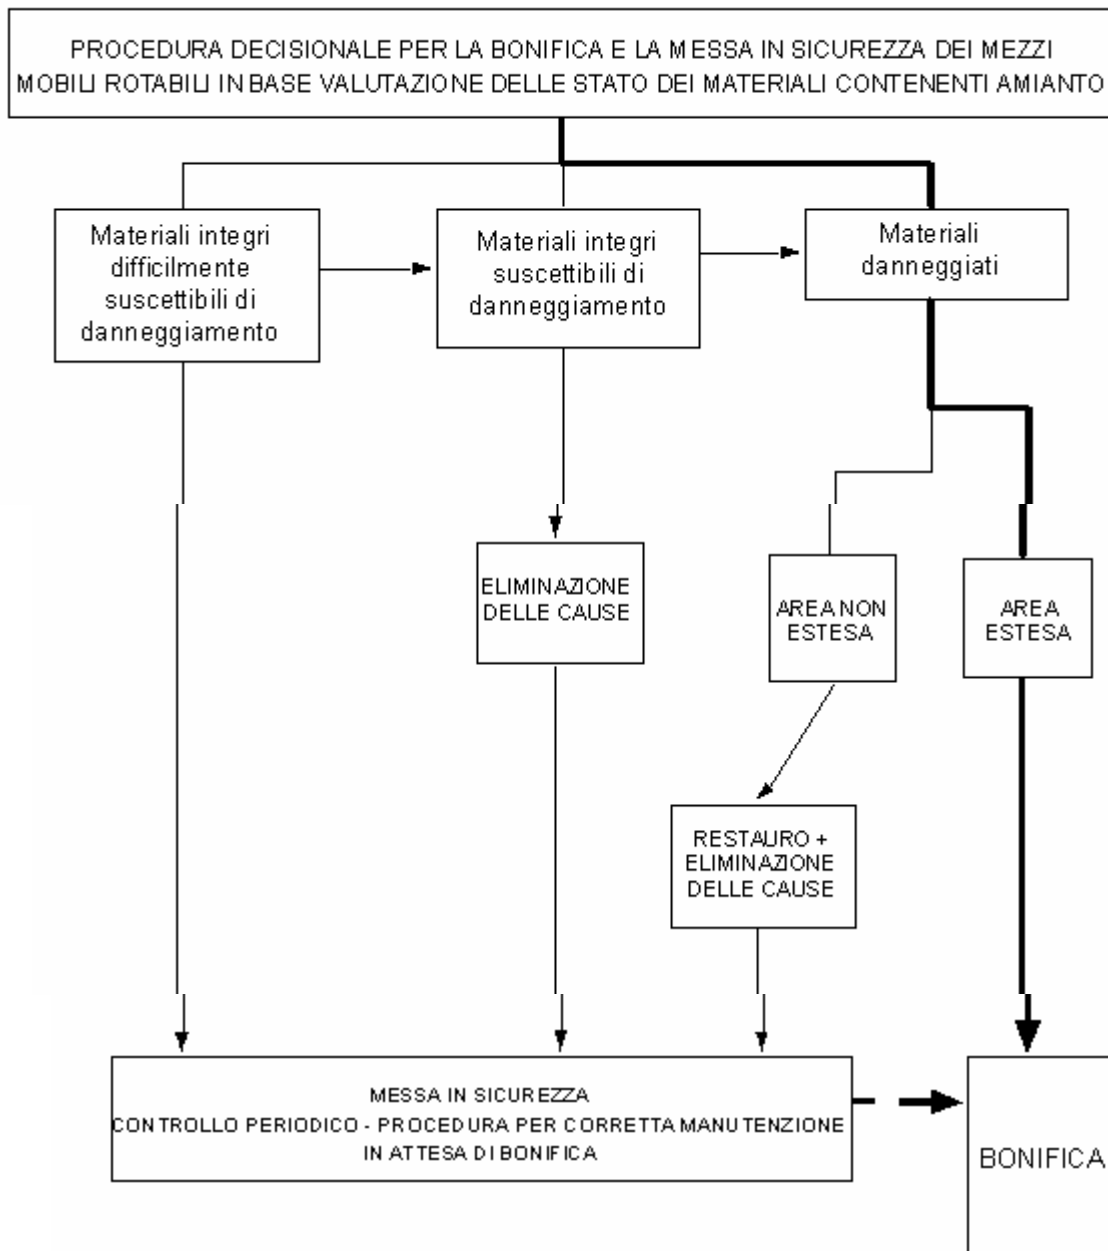 PROCEDURA DECISIONALE PER LA BONIFICA E LA MESSA IN SICUREZZA DEI MEZZI
MOBILI ROTABILI IN BASE VALUTAZIONE DELLE STATO DEI MATERIALI CONTENENTI AMIANTO
Materiali integri
difficilmente
suscettibili di
danneggiamento
Materiali integri
suscettibili di
danneggiamento
Materiali
danneggiati
ELIMINAZIONE
DELLE CAUSE
AREA NON
ESTESA
AREA
ESTESA
RESTAURO +
ELIMINAZIONE
DELLE CAUSE
MESSA IN SICUREZZA
CONTROLLO PERIODICO - PROCEDURA PER CORRETTA MANUTENZIONE
IN ATTESA DI BONIFICA
BONIFICA